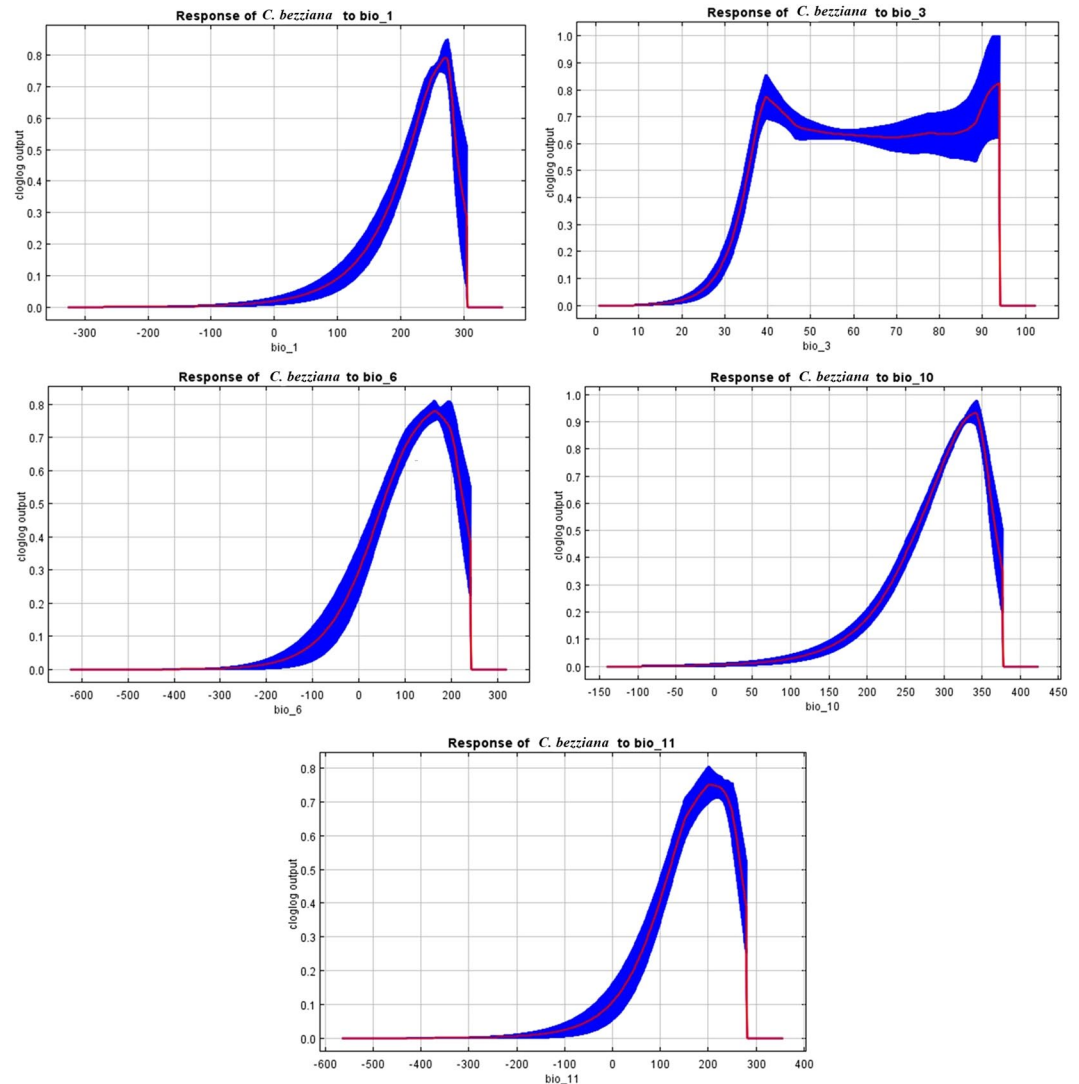 Response of C. bezziana to bio_1
cloglog output
0.8
0.7
0.6
0.5
0.4
0.3
0.2
0.1
0.0
-300 -200 -100 0 100 200 300
bio_1
Response of C. bezziana to bio_3
cloglog output
1.0
0.9
0.8
0.7
0.6
0.5
0.4
0.3
0.2
0.1
0.0
0 10 20 30 40 50 60 70 80 90 100
bio_3
Response of C. bezziana to bio_6
cloglog output
0.8
0.7
0.6
0.5
0.4
0.3
0.2
0.1
0.0
-600 -500 -400 -300 -200 -100 0 100 200 300
bio_6
Response of C. bezziana to bio_10
cloglog output
1.0
0.9
0.8
0.7
0.6
0.5
0.4
0.3
0.2
0.1
0.0
-150 -100 -50 0 50 100 150 200 250 300 350 400 450
bio_10
Response of C. bezziana to bio_11
cloglog output
0.8
0.7
0.6
0.5
0.4
0.3
0.2
0.1
0.0
-600 -500 -400 -300 -200 -100 0 100 200 300 400
bio_11